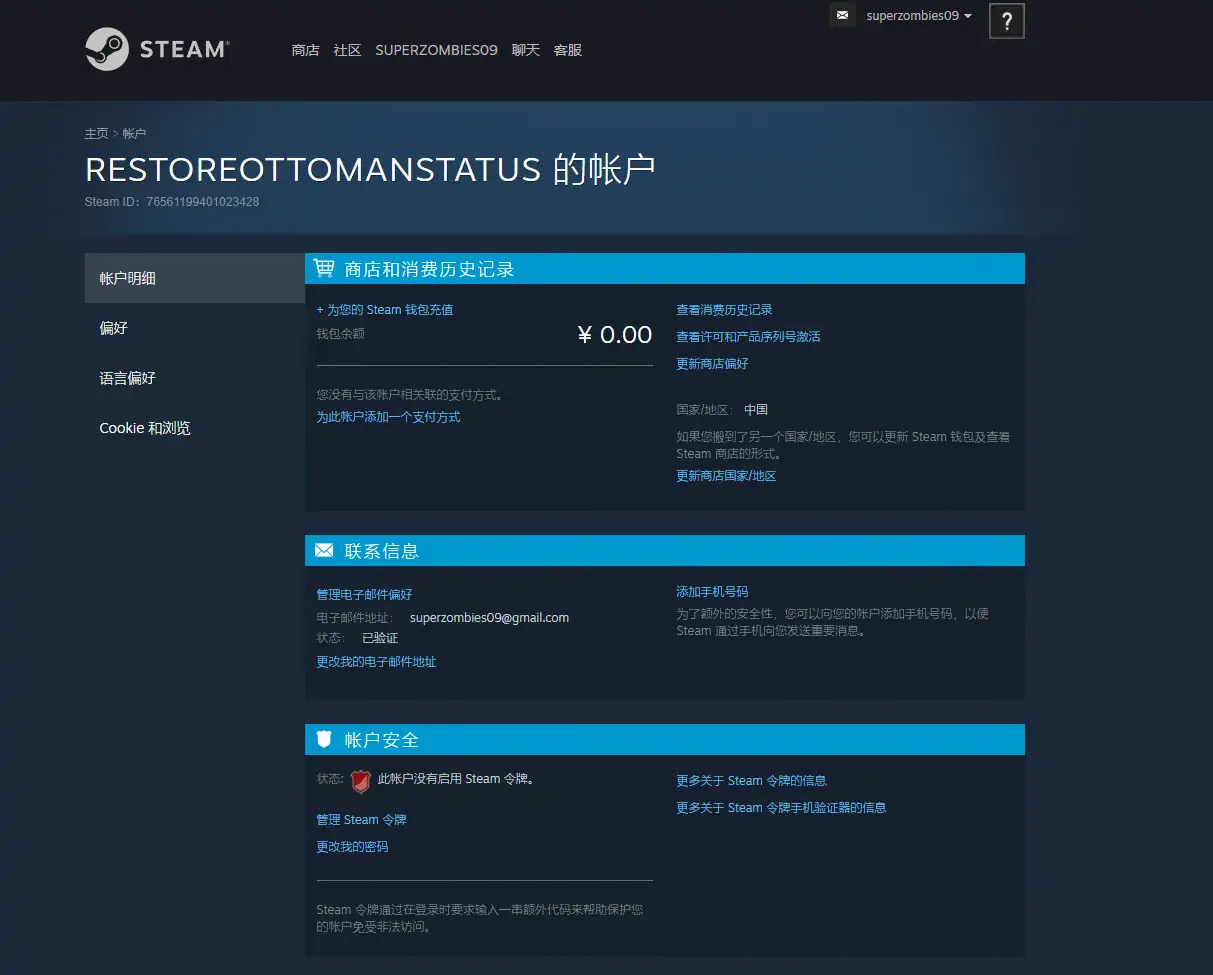 superzombies09
?
STEAM®
商店 社区 SUPERZOMBIES09 聊天 客服
主页 > 帐户
RESTOREOTTOMANSTATUS 的帐户
Steam ID：76561199401023428
帐户明细
偏好
语言偏好
Cookie 和浏览
商店和消费历史记录
+ 为您的 Steam 钱包充值
钱包余额 ¥ 0.00
您没有与该帐户相关联的支付方式。
为此帐户添加一个支付方式
查看消费历史记录
查看许可和产品序列号激活
更新商店偏好
国家/地区： 中国
如果您搬到了另一个国家/地区，您可以更新 Steam 钱包及查看
Steam 商店的形式。
更新商店国家/地区
联系信息
管理电子邮件偏好
电子邮件地址： superzombies09@gmail.com
状态： 已验证
更改我的电子邮件地址
添加手机号码
为了额外的安全性，您可以向您的帐户添加手机号码，以便
Steam 通过手机向您发送重要消息。
帐户安全
状态: 此帐户没有启用 Steam 令牌。
管理 Steam 令牌
更改我的密码
Steam 令牌通过在登录时要求输入一串额外代码来帮助保护您
的帐户免受非法访问。
更多关于 Steam 令牌的信息
更多关于 Steam 令牌手机验证器的信息